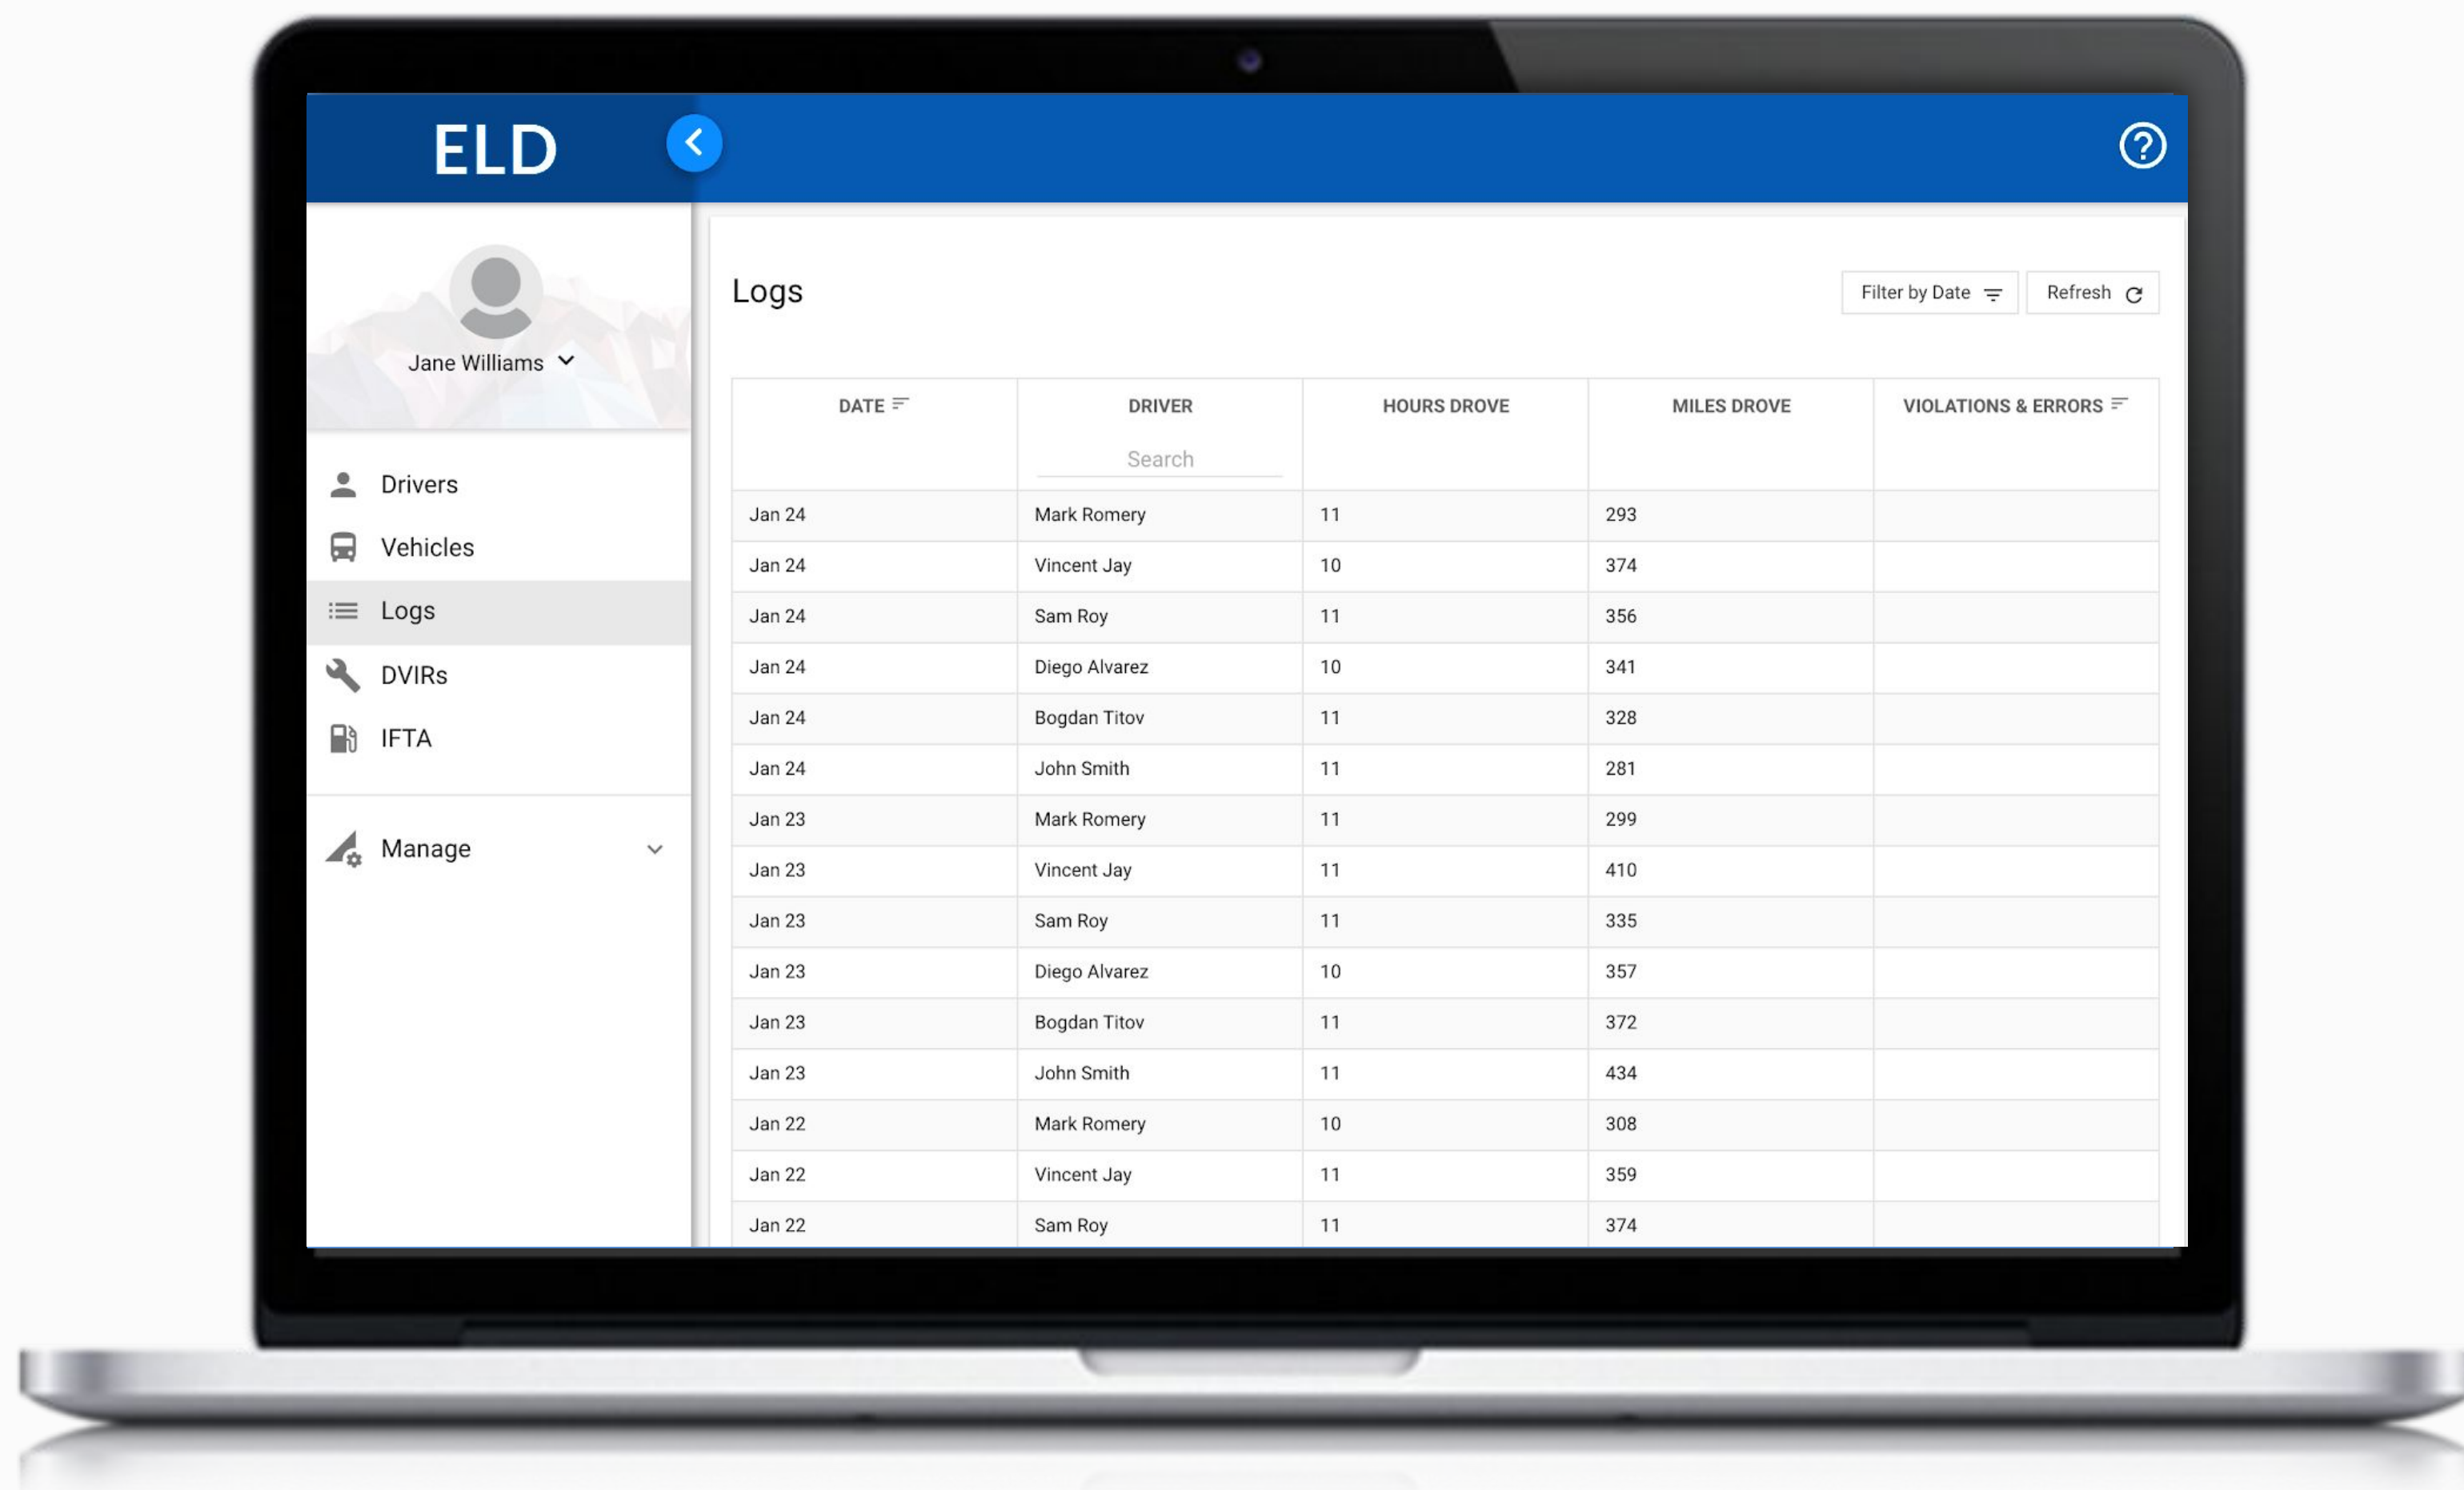 ELD
Jane Williams
Drivers
Vehicles
Logs
DVIRs
IFTA
Manage
Logs
Filter by Date
Refresh
DATE DRIVER HOURS DROVE MILES DROVE VIOLATIONS & ERRORS
Search
Jan 24 Mark Romery 11 293
Jan 24 Vincent Jay 10 374
Jan 24 Sam Roy 11 356
Jan 24 Diego Alvarez 10 341
Jan 24 Bogdan Titov 11 328
Jan 24 John Smith 11 281
Jan 23 Mark Romery 11 299
Jan 23 Vincent Jay 11 410
Jan 23 Sam Roy 11 335
Jan 23 Diego Alvarez 10 357
Jan 23 Bogdan Titov 11 372
Jan 23 John Smith 11 434
Jan 22 Mark Romery 10 308
Jan 22 Vincent Jay 11 359
Jan 22 Sam Roy 11 374